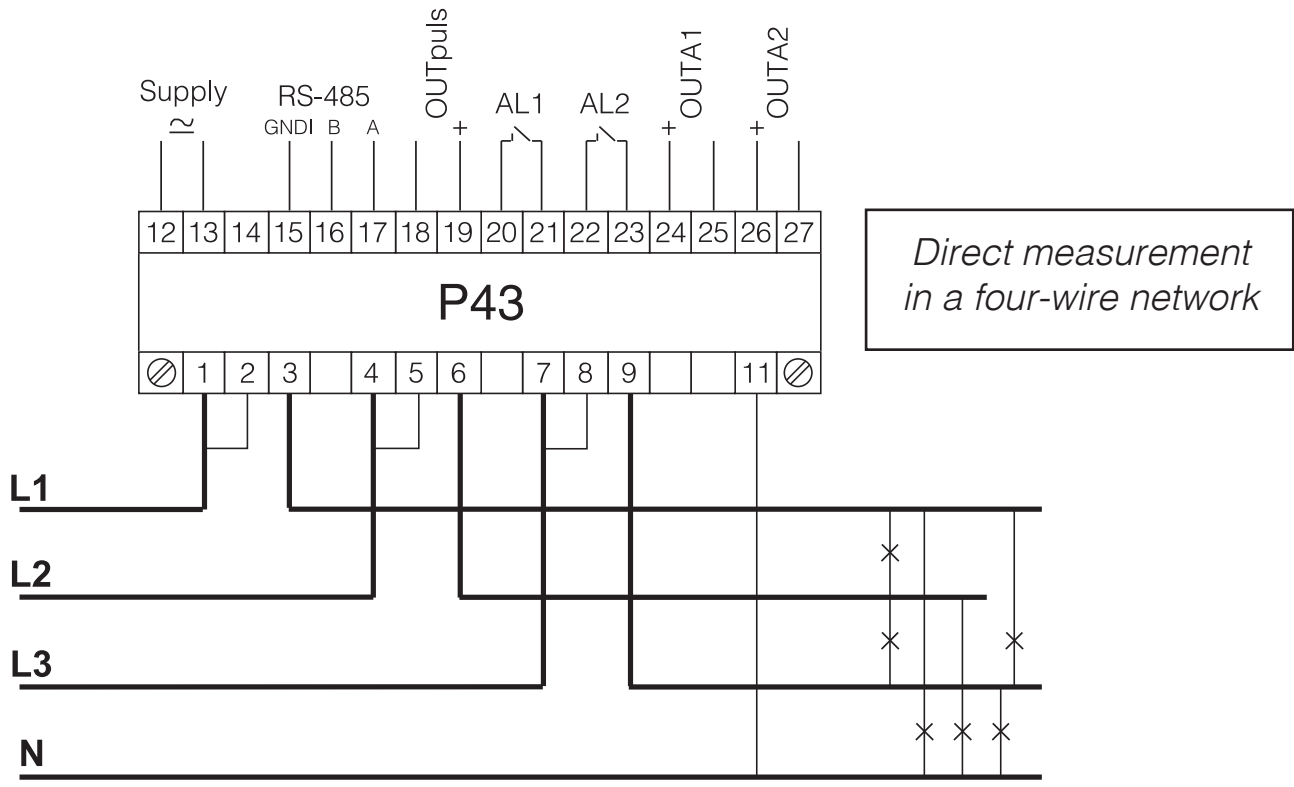 Supply
≂
RS-485
GNDI B A
OUTpuls
+
AL1
AL2
+ OUTA1
+ OUTA2
12 13 14 15 16 17 18 19 20 21 22 23 24 25 26 27
P43
1 2 3 4 5 6 7 8 9 11
Direct measurement
in a four-wire network
L1
L2
L3
N